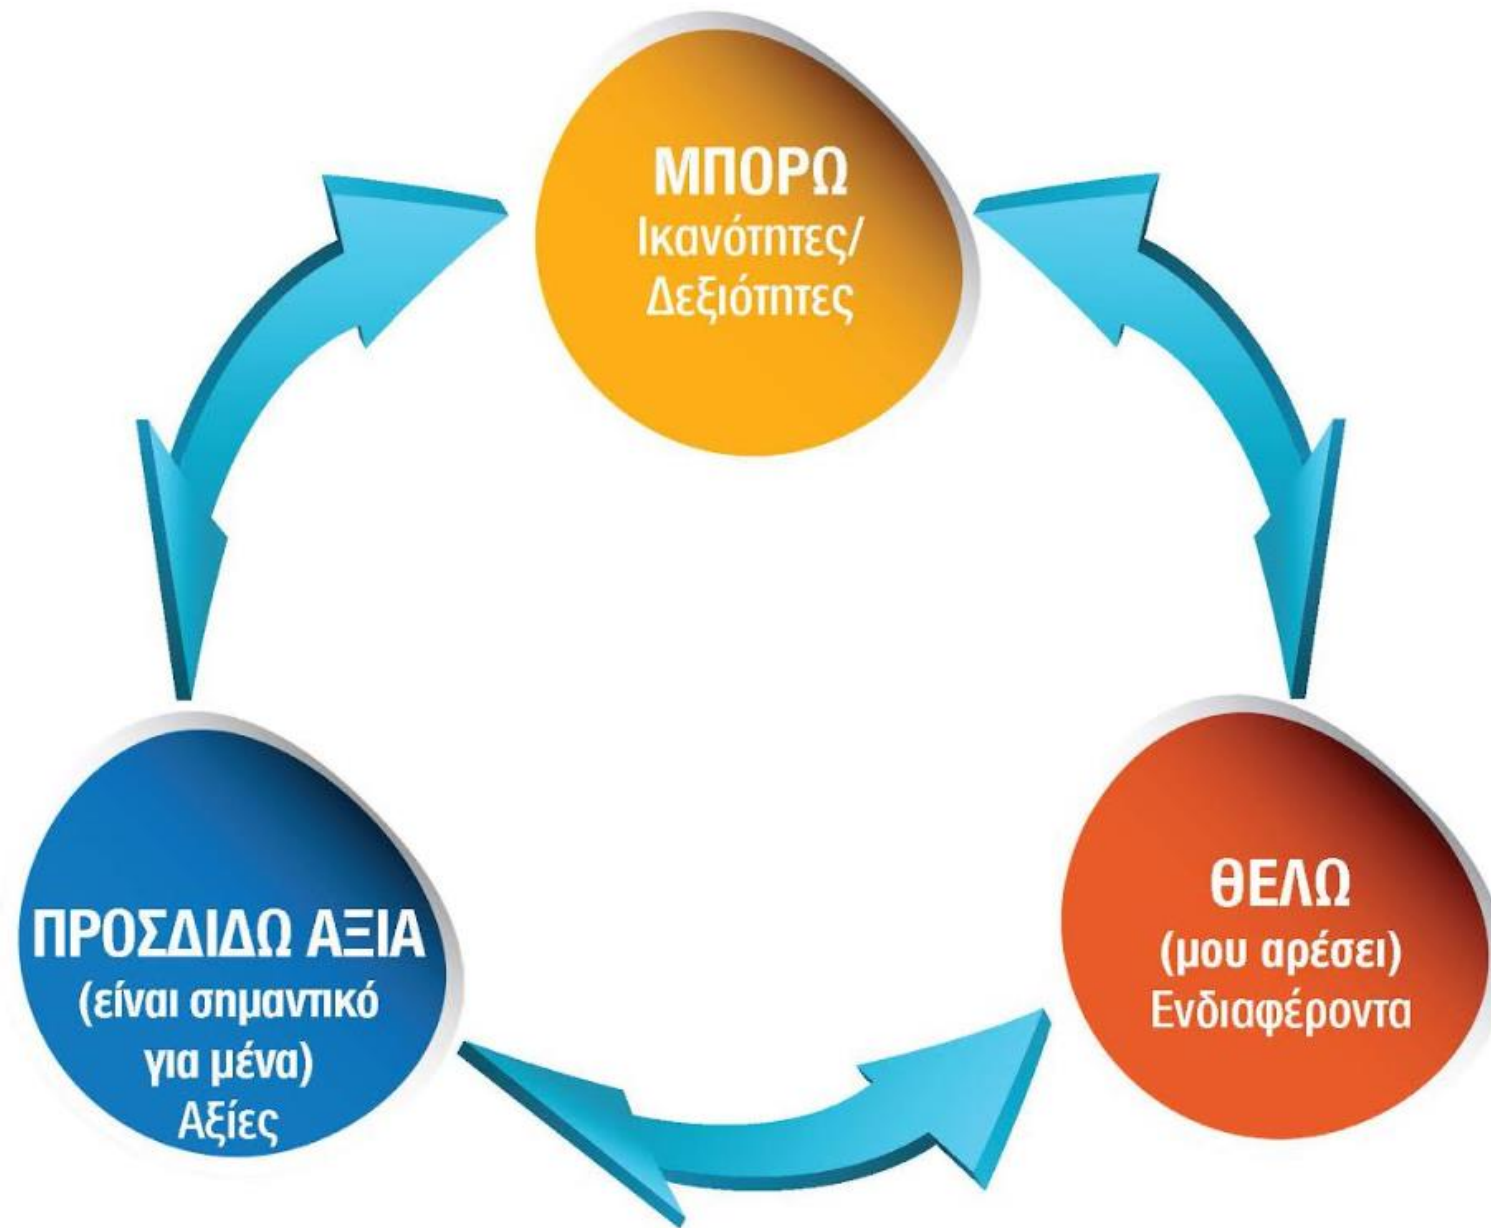 ΜΠΟΡΩ
Ικανότητες/
Δεξιότητες
ΠΡΟΣΔΙΔΩ ΑΞΙΑ
(είναι σημαντικό
για μένα)
Αξίες
ΘΕΛΩ
(μου αρέσει)
Ενδιαφέροντα